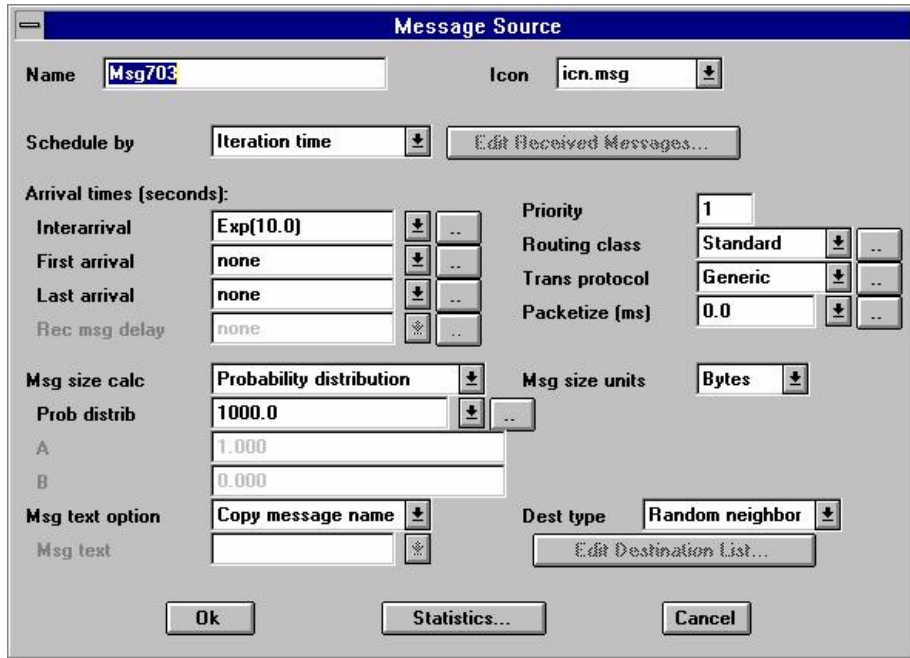 Message Source
Name Msg703 Icon icn.msg
Schedule by Iteration time Edit Received Messages...
Arrival times (seconds):
Interarrival Exp(10.0) .. Priority 1
First arrival none .. Routing class Standard ..
Last arrival none .. Trans protocol Generic ..
Rec msg delay none .. Packetize (ms) 0.0 ..
Msg size calc Probability distribution Msg size units Bytes
Prob distrib 1000.0 ..
A 1.000
B 0.000
Msg text option Copy message name Dest type Random neighbor
Msg text Edit Destination List...
Ok Statistics... Cancel